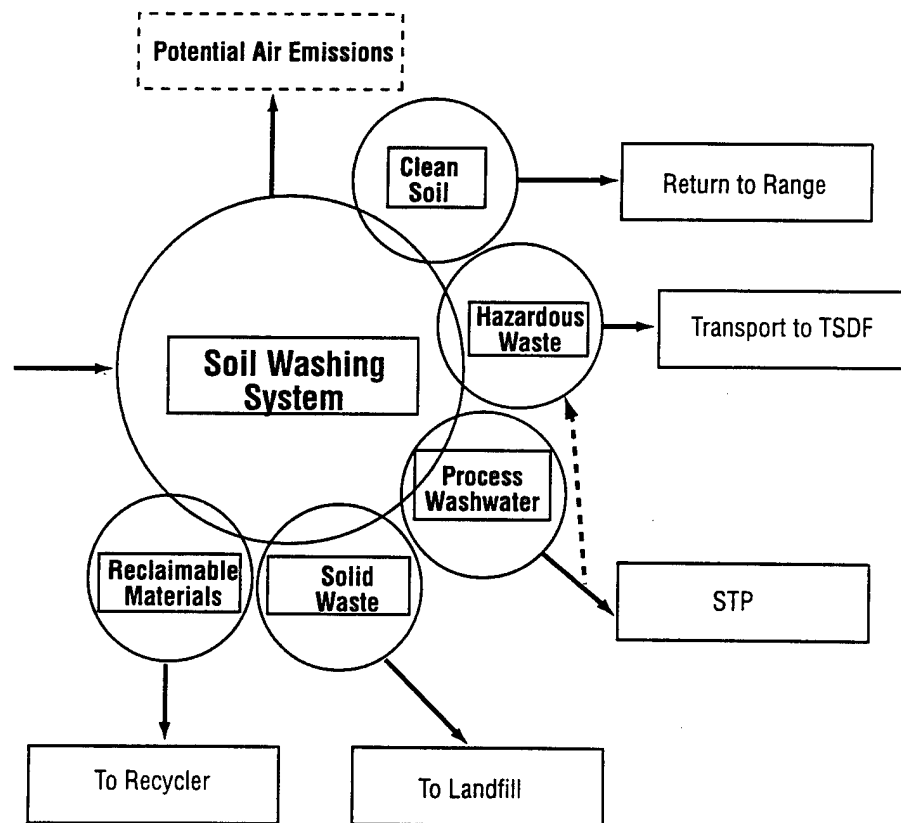 Potential Air Emissions
Clean
Soil
Return to Range
Hazardous
Waste
Transport to TSDF
Soil Washing
System
Process
Washwater
STP
Reclaimable
Materials
Solid
Waste
To Recycler
To Landfill